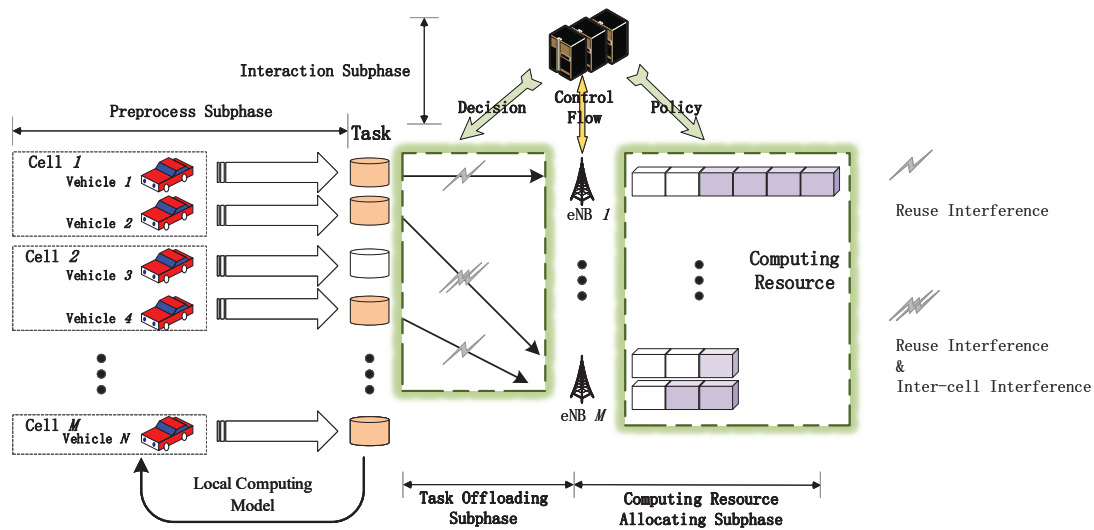 Interaction Subphase
Decision
Control
Flow
Policy
Preprocess Subphase
Task
Cell 1
Vehicle 1
Vehicle 2
Cell 2
Vehicle 3
Vehicle 4
Cell M
Vehicle N
eNB 1
eNB M
Computing
Resource
Reuse Interference
Reuse Interference
&
Inter-cell Interference
Local Computing
Model
Task Offloading
Subphase
Computing Resource
Allocating Subphase